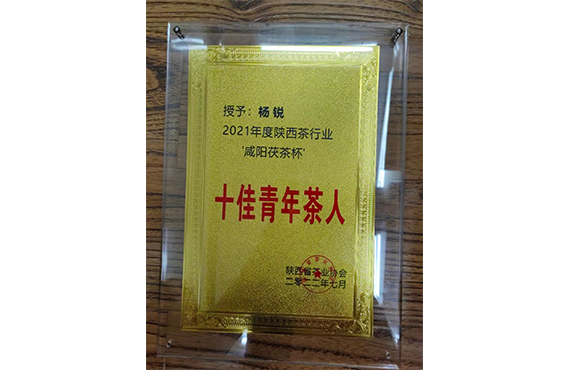 授予：杨锐
2021年度陕西茶行业
'咸阳茯茶杯'
十佳青年茶人
陕西省茶业协会
二零二二年七月